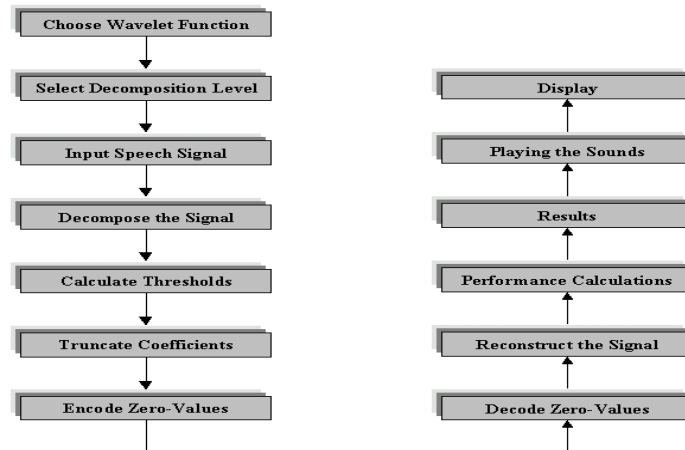 Choose Wavelet Function
Select Decomposition Level
Input Speech Signal
Decompose the Signal
Calculate Thresholds
Truncate Coefficients
Encode Zero-Values
Display
Playing the Sounds
Results
Performance Calculations
Reconstruct the Signal
Decode Zero-Values